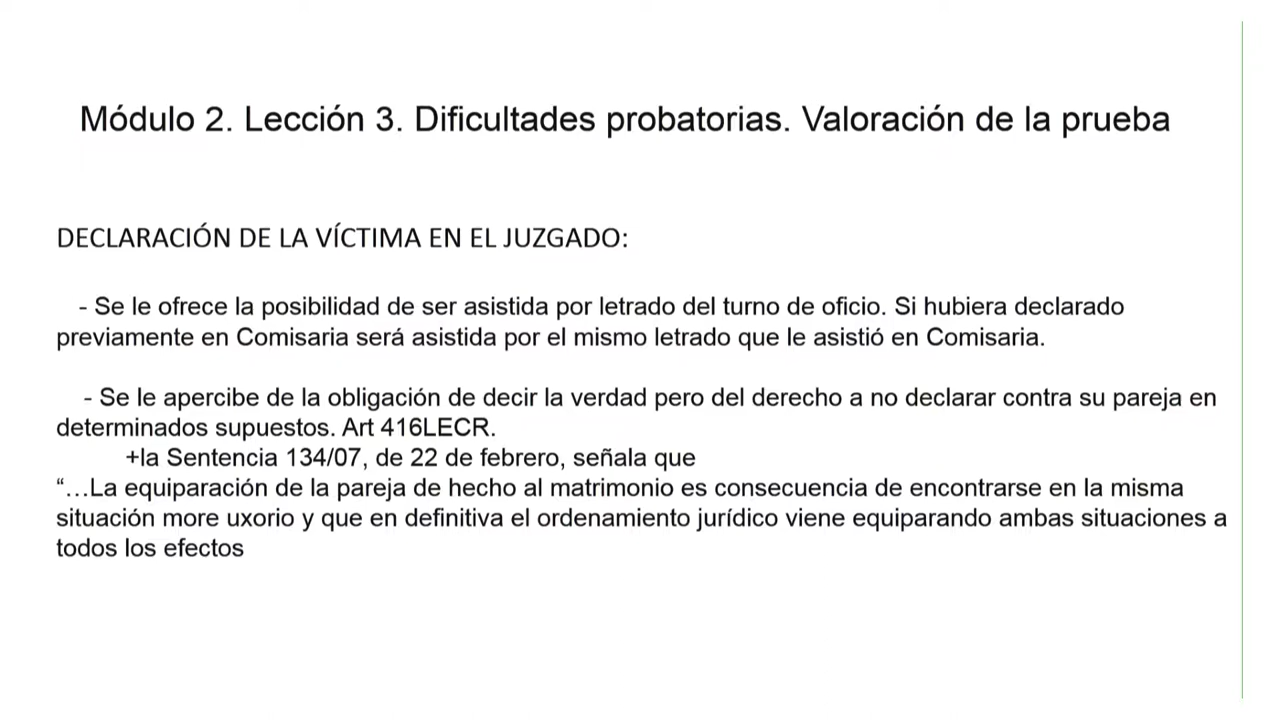 Módulo 2. Lección 3. Dificultades probatorias. Valoración de la prueba
DECLARACIÓN DE LA VÍCTIMA EN EL JUZGADO:
- Se le ofrece la posibilidad de ser asistida por letrado del turno de oficio. Si hubiera declarado
previamente en Comisaria será asistida por el mismo letrado que le asistió en Comisaria.
- Se le apercibe de la obligación de decir la verdad pero del derecho a no declarar contra su pareja en
determinados supuestos. Art 416LECR.
+la Sentencia 134/07, de 22 de febrero, señala que
“…La equiparación de la pareja de hecho al matrimonio es consecuencia de encontrarse en la misma
situación more uxorio y que en definitiva el ordenamiento jurídico viene equiparando ambas situaciones a
todos los efectos